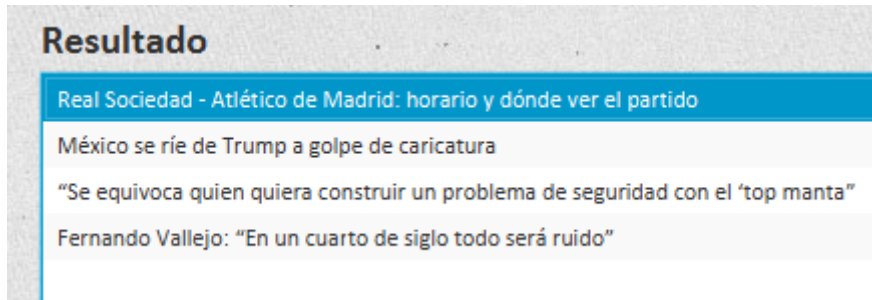 Resultado
Real Sociedad - Atlético de Madrid: horario y dónde ver el partido
México se ríe de Trump a golpe de caricatura
“Se equivoca quien quiera construir un problema de seguridad con el ‘top manta”
Fernando Vallejo: “En un cuarto de siglo todo será ruido”